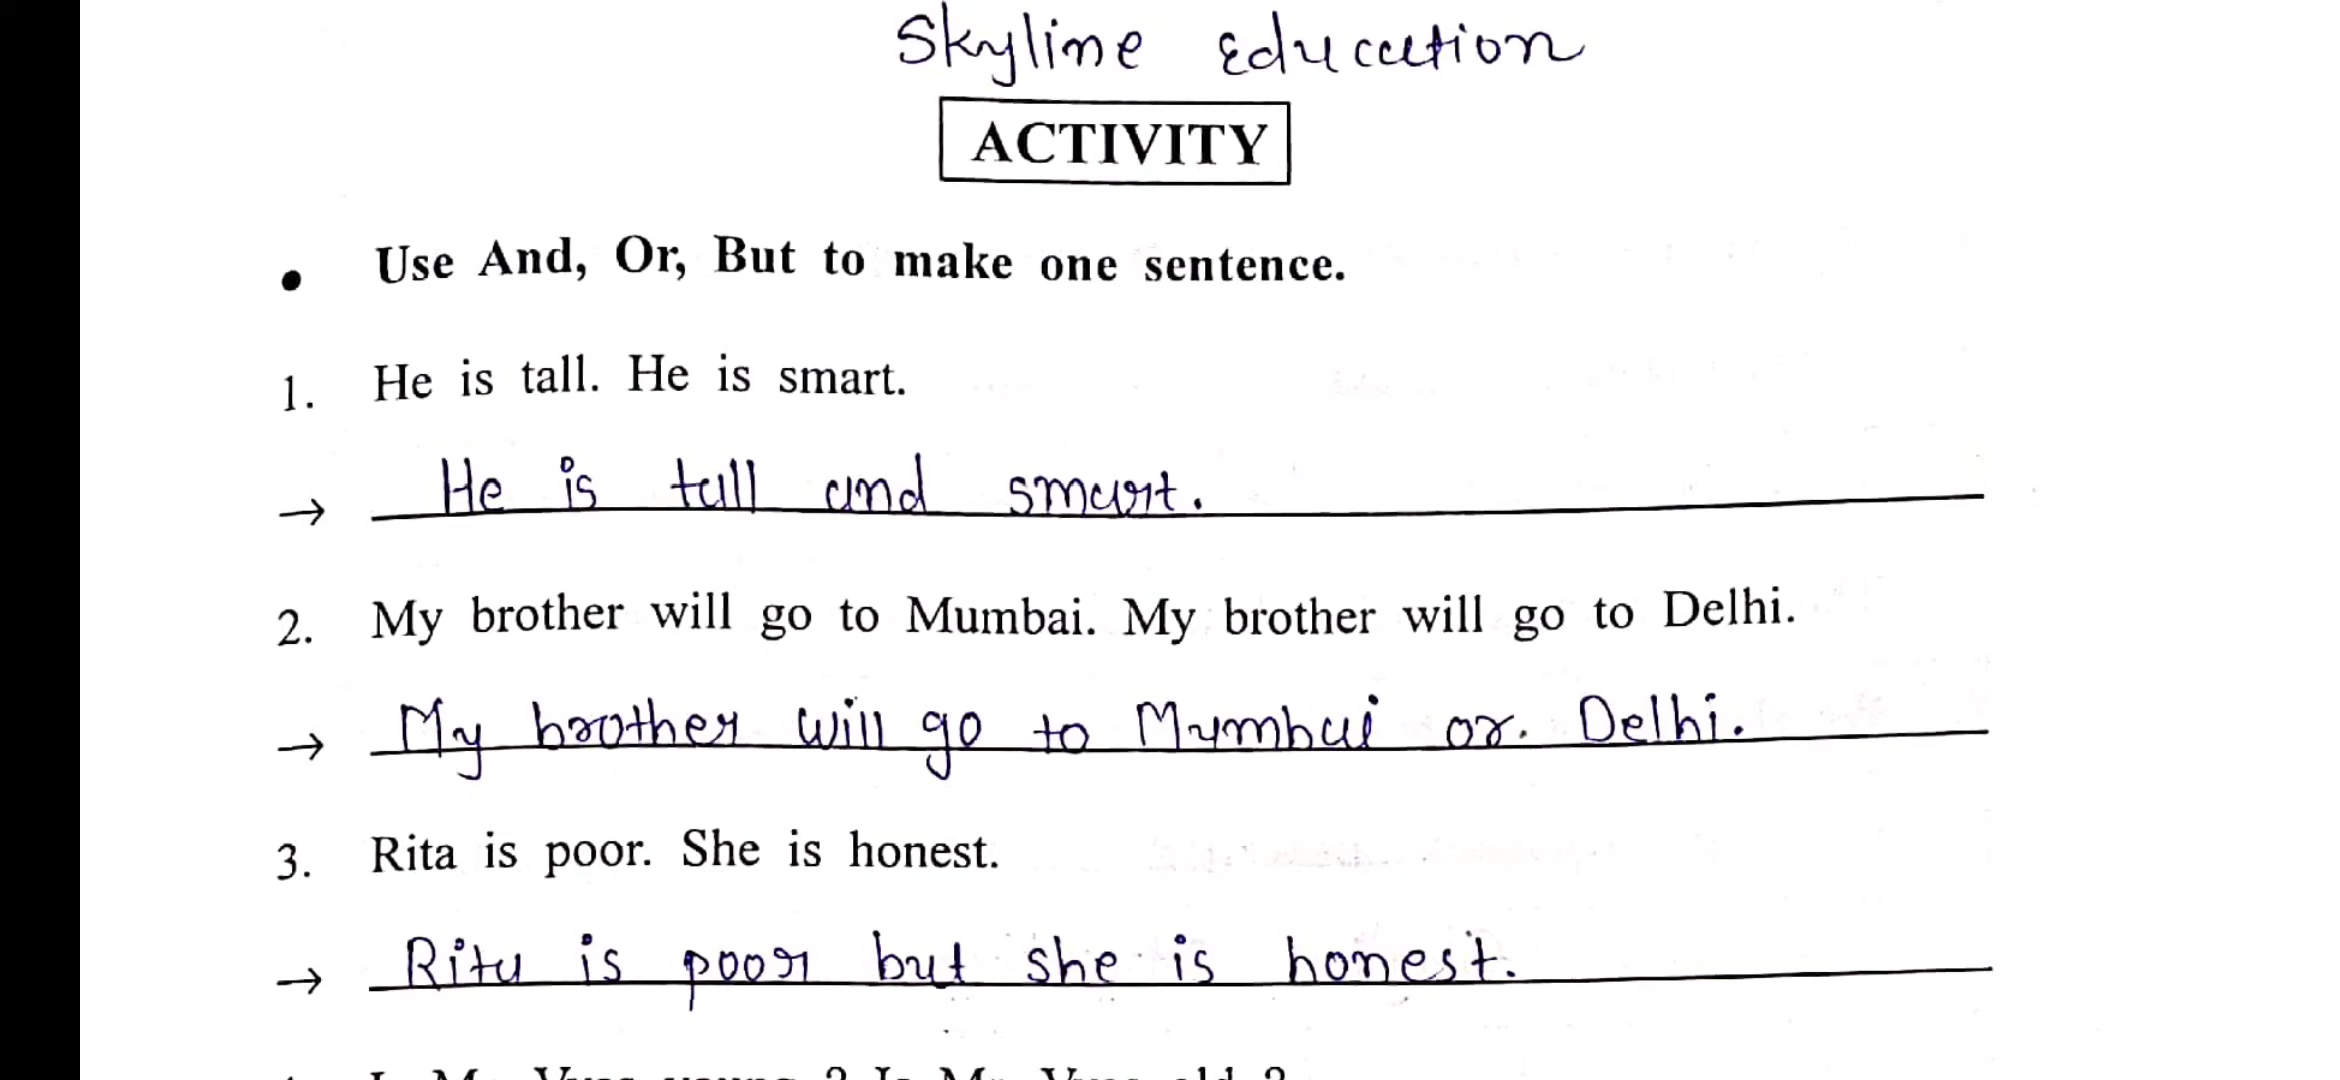 Skyline Education
ACTIVITY
• Use And, Or, But to make one sentence.
1. He is tall. He is smart.
→ He is tall and smart.
2. My brother will go to Mumbai. My brother will go to Delhi.
→ My brother will go to Mumbai or. Delhi.
3. Rita is poor. She is honest.
→ Rita is poor but she is honest.